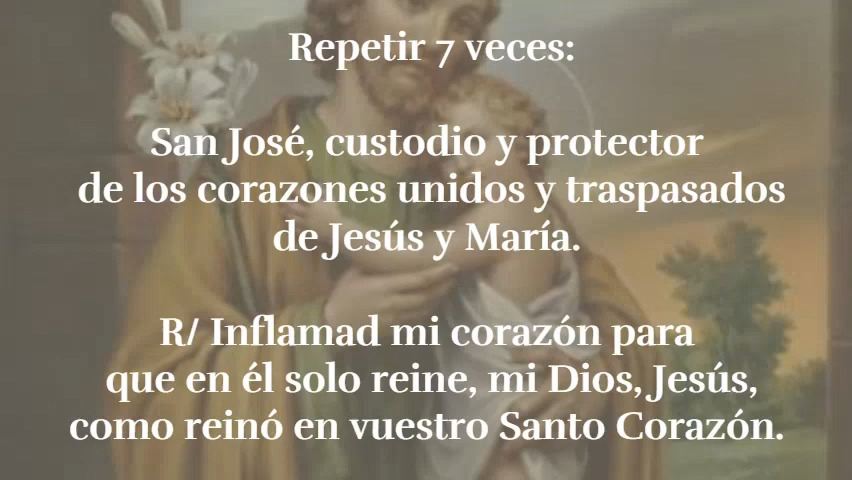 Repetir 7 veces:
San José, custodio y protector
de los corazones unidos y traspasados
de Jesús y María.
R/ Inflamad mi corazón para
que en él solo reine, mi Dios, Jesús,
como reinó en vuestro Santo Corazón.